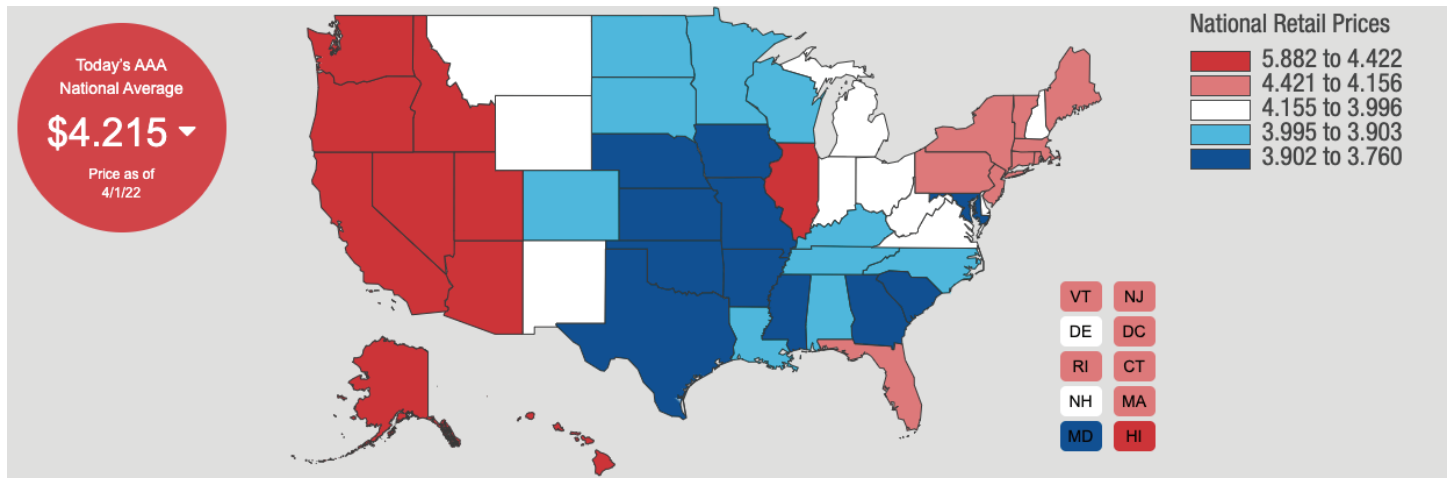 Today's AAA
National Average
$4.215
Price as of
4/1/22
National Retail Prices
5.882 to 4.422
4.421 to 4.156
4.155 to 3.996
3.995 to 3.903
3.902 to 3.760
VT NJ
DE DC
RI CT
NH MA
MD HI